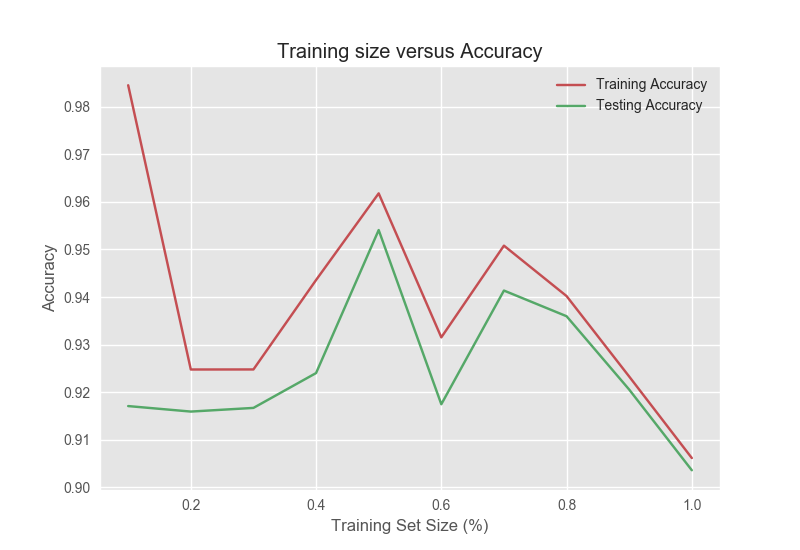 Training size versus Accuracy
Training Accuracy
Testing Accuracy
0.98
0.97
0.96
0.95
0.94
0.93
0.92
0.91
0.90
Accuracy
0.2 0.4 0.6 0.8 1.0
Training Set Size (%)